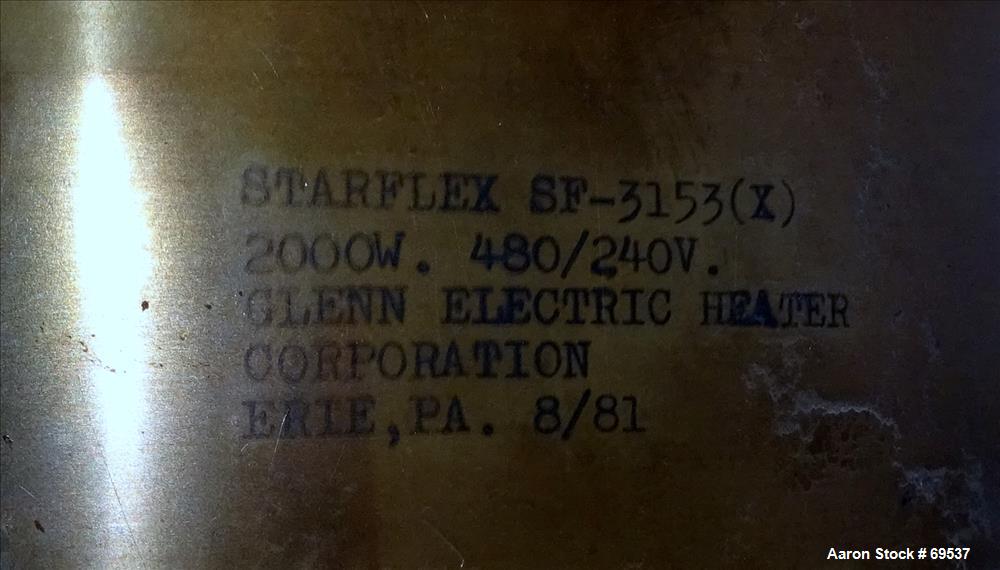 STARFLEX SF-3153(X)
2000W. 480/240V.
GLENN ELECTRIC HEATER
CORPORATION
ERIE,PA. 8/81
Aaron Stock # 69537